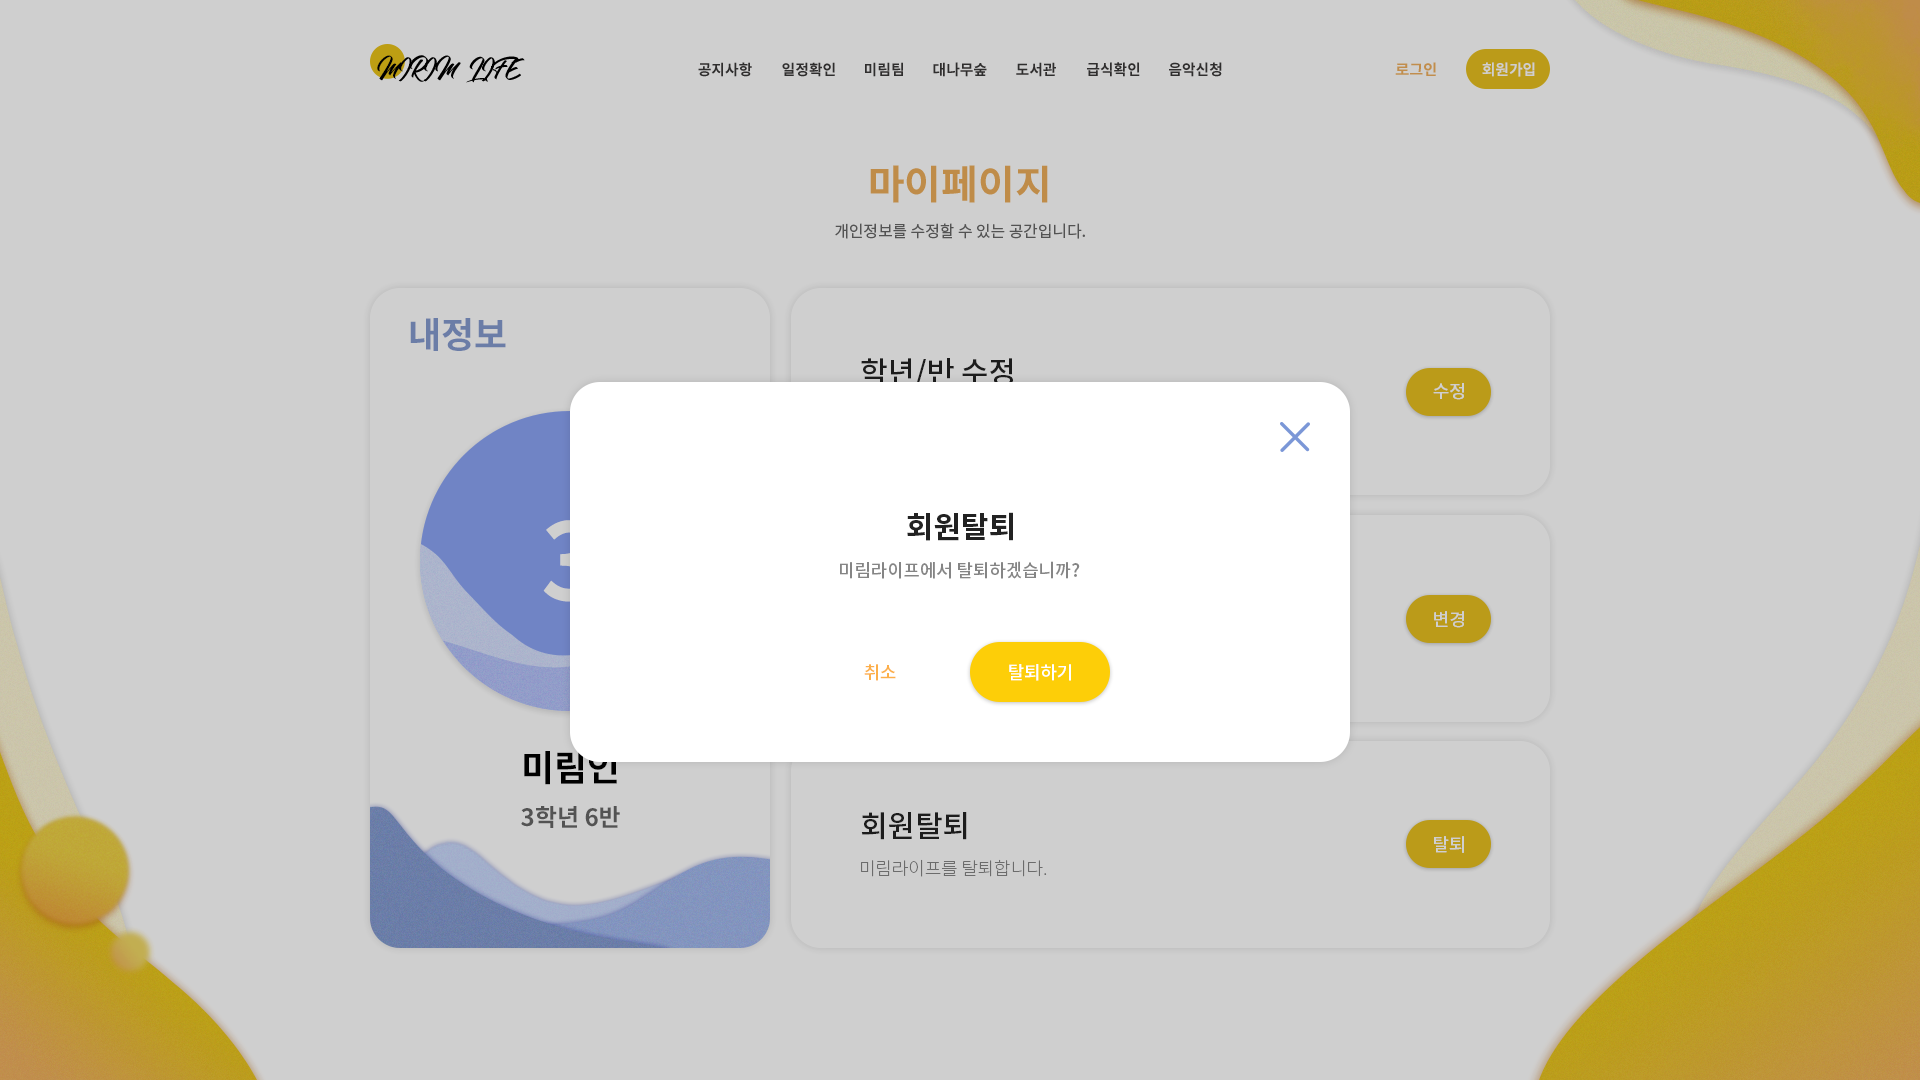 MIRIM LIFE
공지사항 일정확인 미림팀 대나무숲 도서관 급식확인 음악신청
로그인 회원가입
마이페이지
개인정보를 수정할 수 있는 공간입니다.
내정보
3
미림인
3학년 6반
학년/반 수정
수정
변경
회원탈퇴
미림라이프를 탈퇴합니다.
탈퇴
회원탈퇴
미림라이프에서 탈퇴하겠습니까?
취소 탈퇴하기